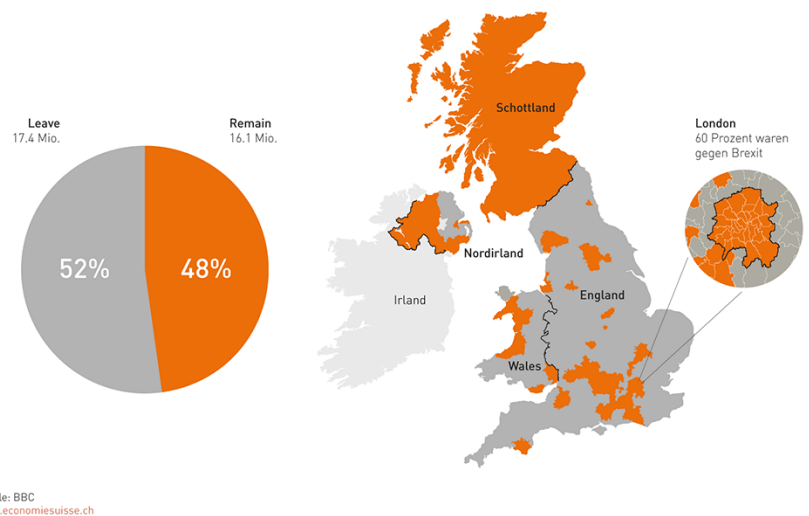 Leave
17.4 Mio.
Remain
16.1 Mio.
52%
48%
Schottland
Nordirland
Irland
England
Wales
London
60 Prozent waren
gegen Brexit
le: BBC
.economiesuisse.ch